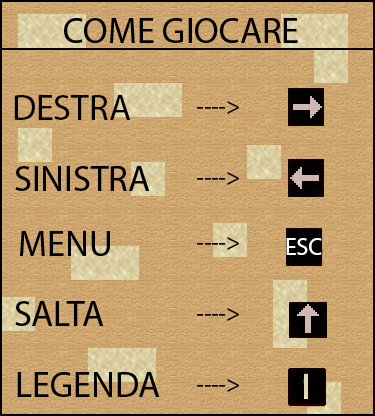 COME GIOCARE
DESTRA ----> →
SINISTRA ----> ←
MENU ----> ESC
SALTA ----> ↑
LEGENDA ----> I